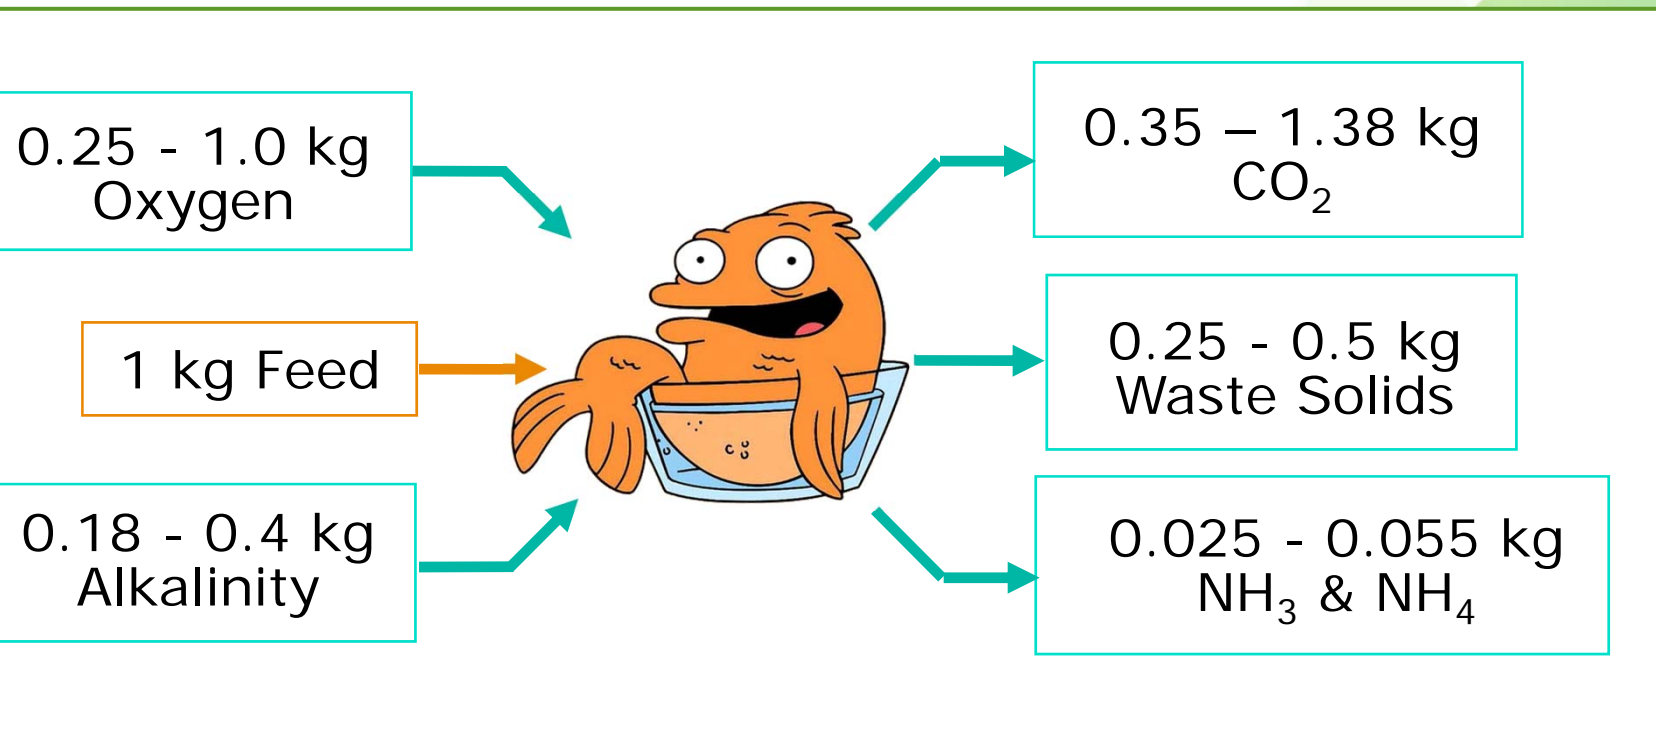 0.25 - 1.0 kg
Oxygen
1 kg Feed
0.18 - 0.4 kg
Alkalinity
0.35 – 1.38 kg
CO₂
0.25 - 0.5 kg
Waste Solids
0.025 - 0.055 kg
NH₃ & NH₄